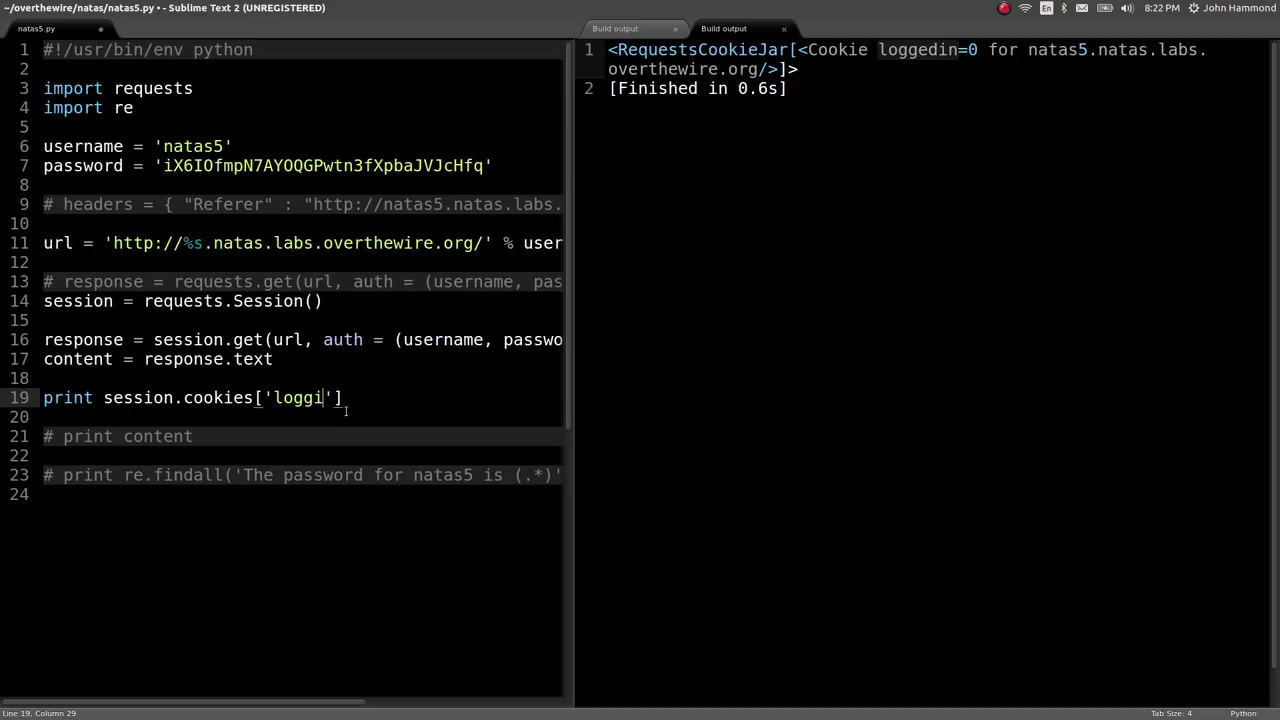 ~/overthewire/natas/natas5.py • - Sublime Text 2 (UNREGISTERED)
En
8:22 PM
John Hammond
natas5.py
Build output
Build output
1 #!/usr/bin/env python
2
3 import requests
4 import re
5
6 username = 'natas5'
7 password = 'iX6IOfmpN7AYOQGPwtn3fXpbaJVJcHfq'
8
9 # headers = { "Referer" : "http://natas5.natas.labs.
10
11 url = 'http://%s.natas.labs.overthewire.org/' % user
12
13 # response = requests.get(url, auth = (username, pas
14 session = requests.Session()
15
16 response = session.get(url, auth = (username, passwo
17 content = response.text
18
19 print session.cookies['loggi']
20
21 # print content
22
23 # print re.findall('The password for natas5 is (.*)'
24
1 <RequestsCookieJar[<Cookie loggedin=0 for natas5.natas.labs.
overthewire.org/>]>
2 [Finished in 0.6s]
Line 19, Column 29
Tab Size: 4
Python